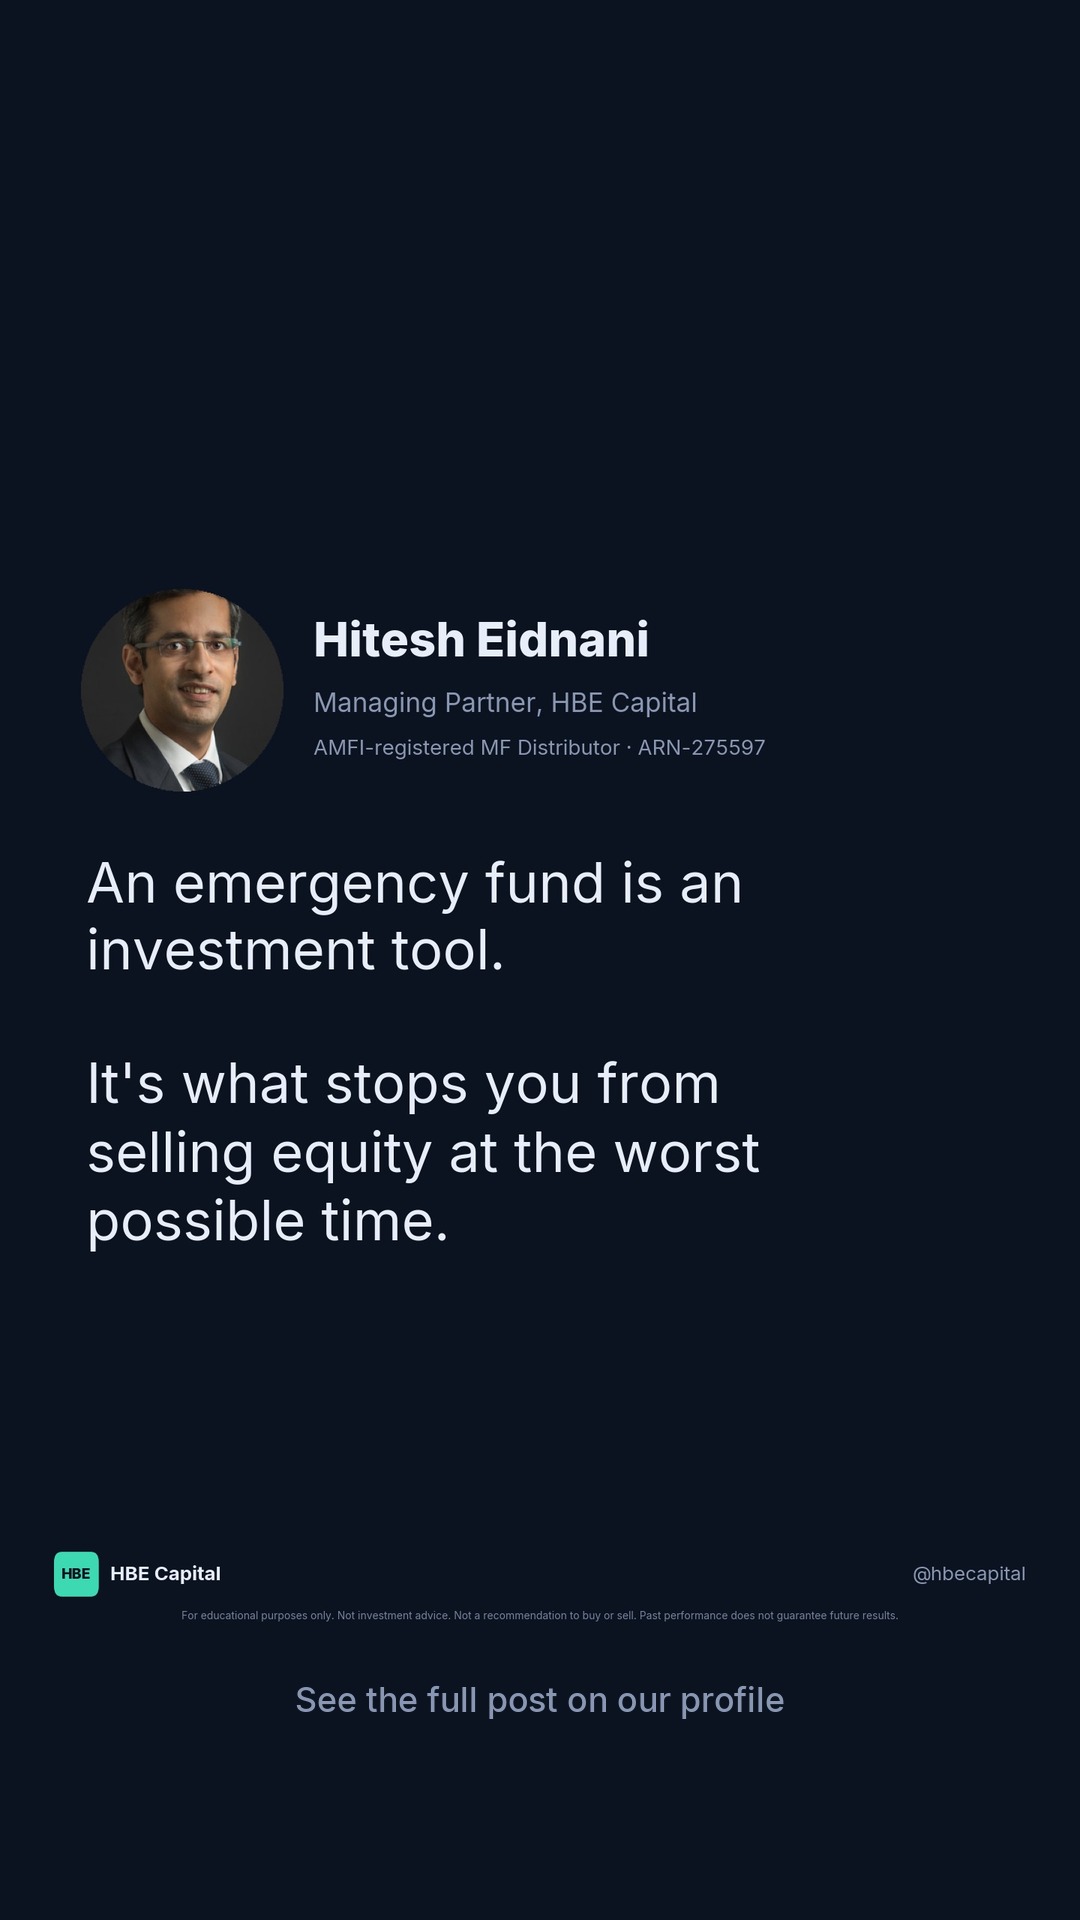 Hitesh Eidnani
Managing Partner, HBE Capital
AMFI-registered MF Distributor · ARN-275597
An emergency fund is an
investment tool.
It's what stops you from
selling equity at the worst
possible time.
HBE
HBE Capital
@hbecapital
For educational purposes only. Not investment advice. Not a recommendation to buy or sell. Past performance does not guarantee future results.
See the full post on our profile